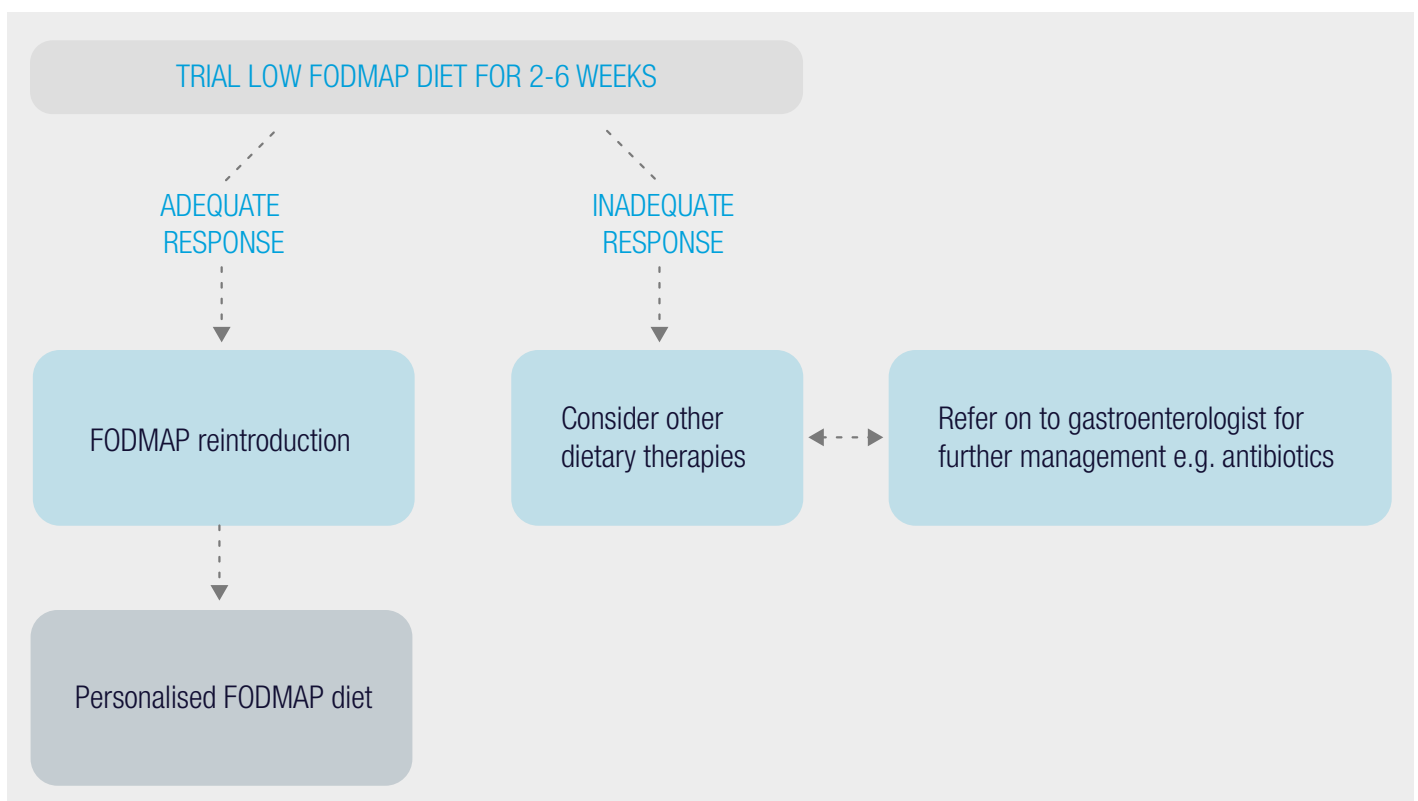 TRIAL LOW FODMAP DIET FOR 2-6 WEEKS
ADEQUATE
RESPONSE
INADEQUATE
RESPONSE
FODMAP reintroduction
Consider other
dietary therapies
Refer on to gastroenterologist for
further management e.g. antibiotics
Personalised FODMAP diet